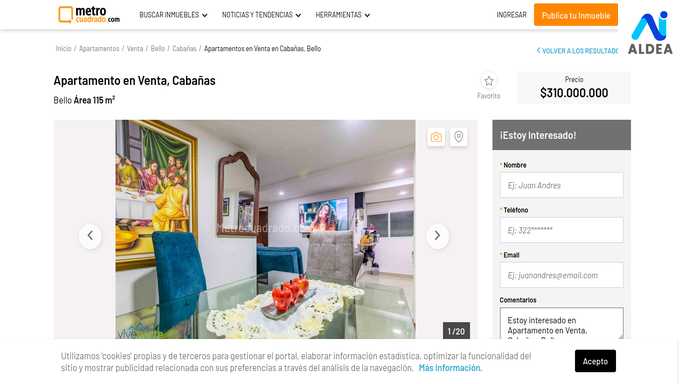 metro
cuadrado.com
BUSCAR INMUEBLES
NOTICIAS Y TENDENCIAS
HERRAMIENTAS
INGRESAR
Publica tu Inmueble
ALDEA
Inicio / Apartamentos / Venta / Bello / Cabañas / Apartamentos en Venta en Cabañas, Bello
VOLVER A LOS RESULTAD
Apartamento en Venta, Cabañas
Bello Área 115 m²
Favorito
Precio
$310.000.000
¡Estoy Interesado!
* Nombre
Ej: Juan Andres
* Teléfono
Ej: 322*******
* Email
Ej: juanandres@email.com
Comentarios
Estoy interesado en
Apartamento en Venta,
1 / 20
Utilizamos 'cookies' propias y de terceros para gestionar el portal, elaborar información estadística, optimizar la funcionalidad del
sitio y mostrar publicidad relacionada con sus preferencias a través del análisis de la navegación. Más información.
Acepto